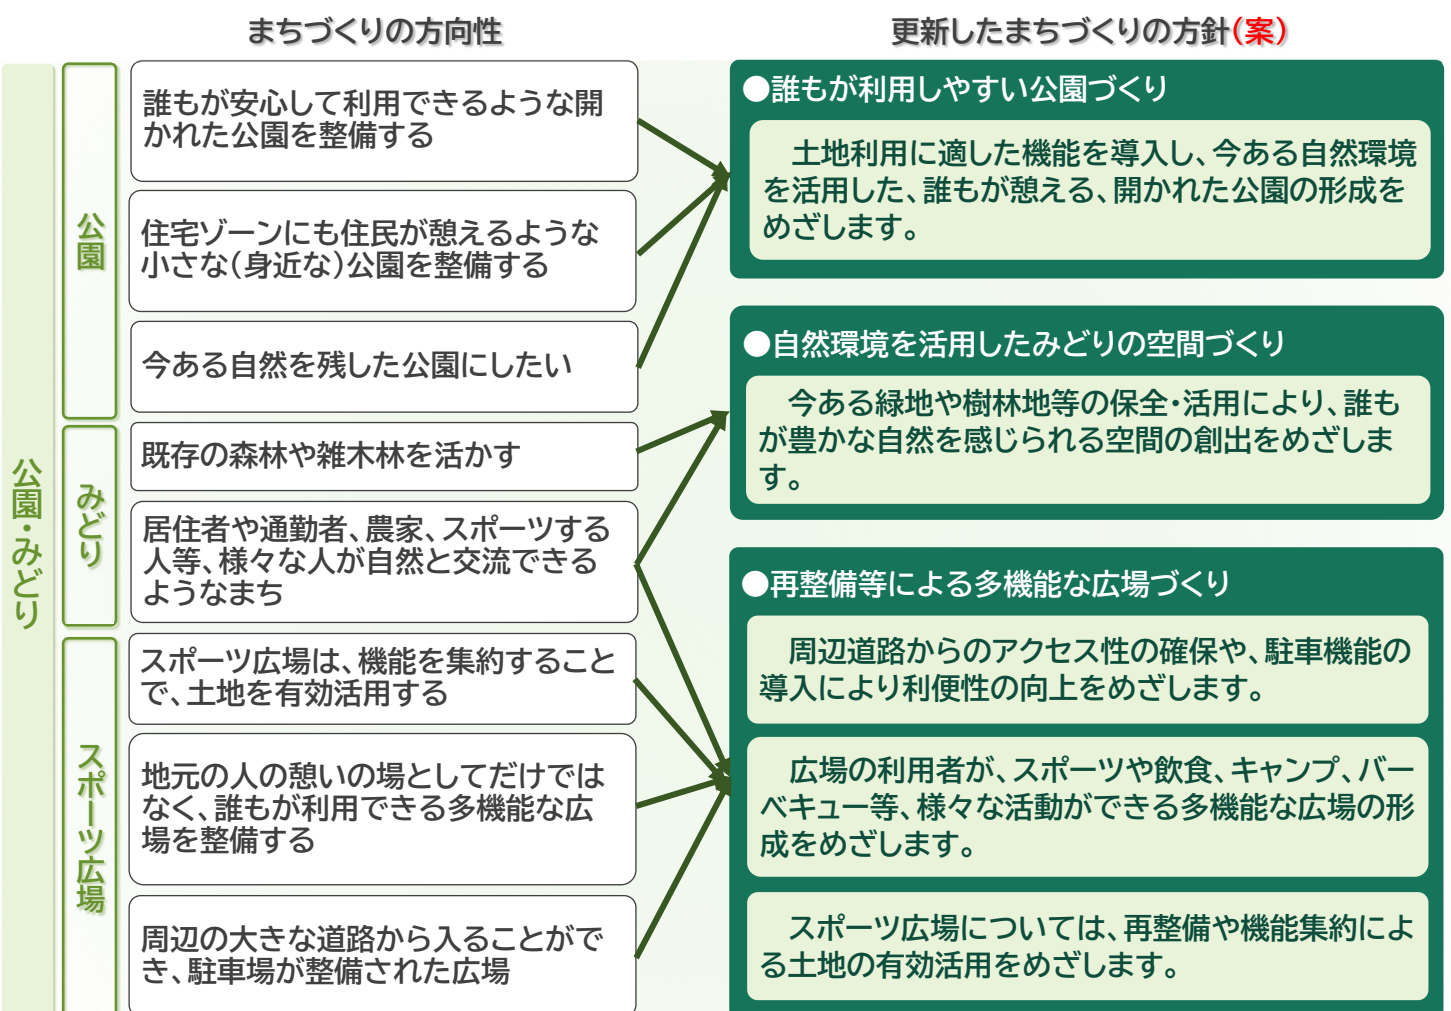 まちづくりの方向性
更新したまちづくりの方針(案)
公園・みどり
公園
誰もが安心して利用できるような開
かれた公園を整備する
住宅ゾーンにも住民が憩えるような
小さな(身近な)公園を整備する
今ある自然を残した公園にしたい
みどり
既存の森林や雑木林を活かす
居住者や通勤者、農家、スポーツする
人等、様々な人が自然と交流できる
ようなまち
スポーツ広場
スポーツ広場は、機能を集約すること
で、土地を有効活用する
地元の人の憩いの場としてだけでは
なく、誰もが利用できる多機能な広
場を整備する
周辺の大きな道路から入ることがで
き、駐車場が整備された広場
●誰もが利用しやすい公園づくり
土地利用に適した機能を導入し、今ある自然環境
を活用した、誰もが憩える、開かれた公園の形成を
めざします。
●自然環境を活用したみどりの空間づくり
今ある緑地や樹林地等の保全・活用により、誰も
が豊かな自然を感じられる空間の創出をめざしま
す。
●再整備等による多機能な広場づくり
周辺道路からのアクセス性の確保や、駐車機能の
導入により利便性の向上をめざします。
広場の利用者が、スポーツや飲食、キャンプ、バー
ベキュー等、様々な活動ができる多機能な広場の形
成をめざします。
スポーツ広場については、再整備や機能集約によ
る土地の有効活用をめざします。